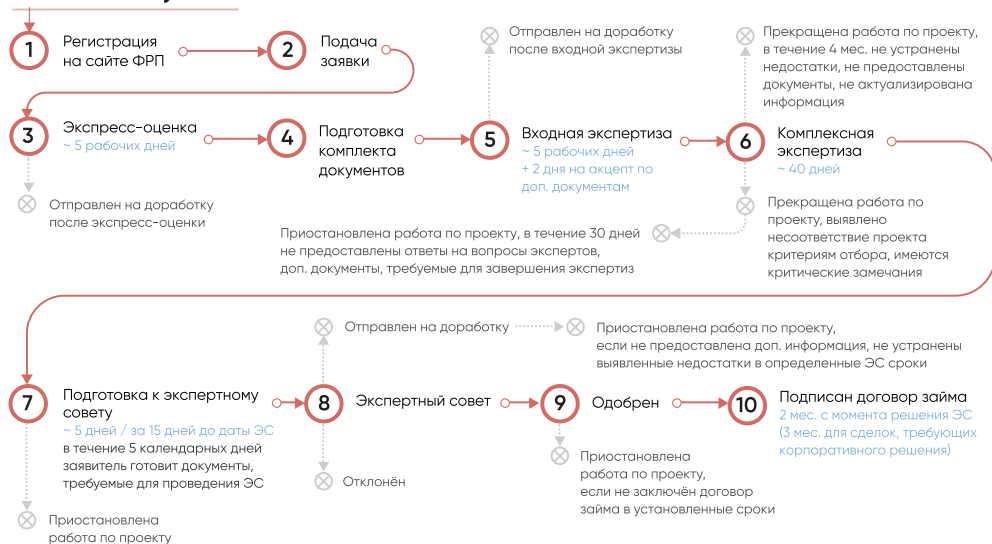 1
Регистрация
на сайте ФРП
2
Подача
заявки
Отправлен на доработку
после входной экспертизы
Прекращена работа по проекту,
в течение 4 мес. не устранены
недостатки, не предоставлены
документы, не актуализирована
информация
3
Экспресс-оценка
~ 5 рабочих дней
4
Подготовка
комплекта
документов
5
Входная экспертиза
~ 5 рабочих дней
+ 2 дня на акцепт по
доп. документам
6
Комплексная
экспертиза
~ 40 дней
Отправлен на доработку
после экспресс-оценки
Приостановлена работа по проекту, в течение 30 дней
не предоставлены ответы на вопросы экспертов,
доп. документы, требуемые для завершения экспертиз
Прекращена работа по
проекту, выявлено
несоответствие проекта
критериям отбора, имеются
критические замечания
Отправлен на доработку
Приостановлена работа по проекту,
если не предоставлена доп. информация, не устранены
выявленные недостатки в определенные ЭС сроки
7
Подготовка к экспертному
совету
~ 5 дней / за 15 дней до даты ЭС
в течение 5 календарных дней
заявитель готовит документы,
требуемые для проведения ЭС
8
Экспертный совет
9
Одобрен
10
Подписан договор займа
2 мес. с момента решения ЭС
(3 мес. для сделок, требующих
корпоративного решения)
Отклонён
Приостановлена
работа по проекту,
если не заключён договор
займа в установленные сроки
Приостановлена
работа по проекту